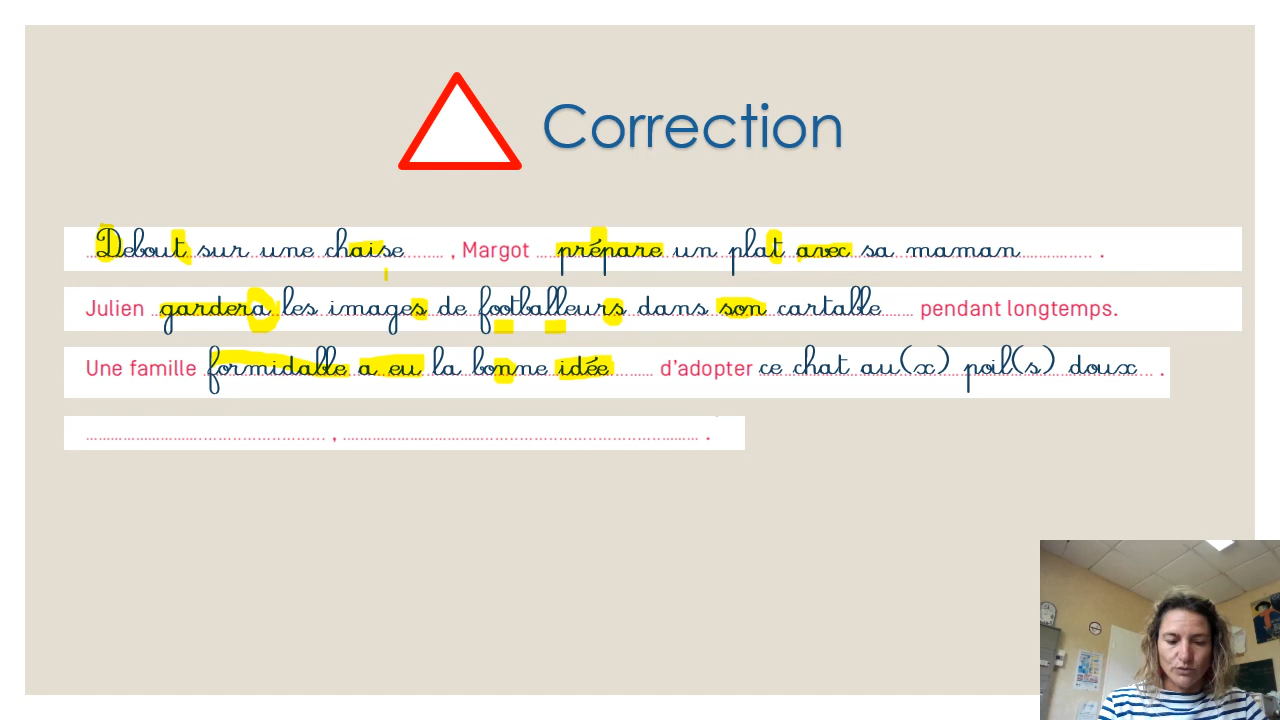 Correction
Debout sur une chaise , Margot prépare un plat avec sa maman .
Julien gardera les images de footballeurs dans son cartable pendant longtemps.
Une famille formidable a eu la bonne idée d'adopter ce chat au(x) poil(s) doux .
, .